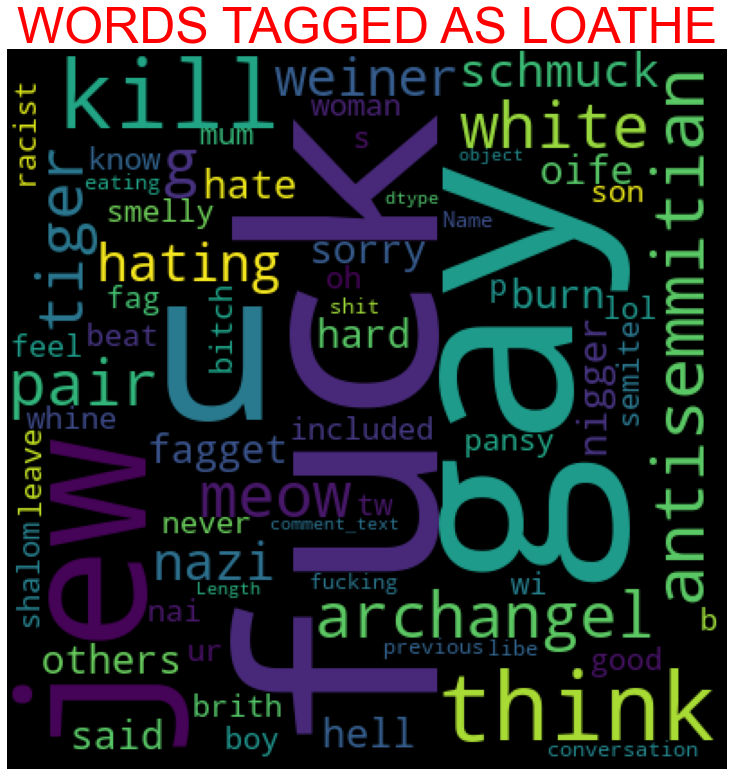 WORDS TAGGED AS LOATHE
kill
weiner
schmuck
racist
woman
white
antisemmitian
mum
s
know
g
object
oife
eating
hate
dtype
son
tiger
smelly
Name
fuck
gay
sorry
hating
oh
p
burn
lol
fag
shit
bitch
u
hard
nigger
semite
beat
feel
pair
whine
included
pansy
leave
fagget
jew
meow
tw
never
comment_text
shalom
nazi
Length
fucking
wi
nai
archangel
b
others
ur
previous
libe
good
think
brith
said
boy
hell
conversation